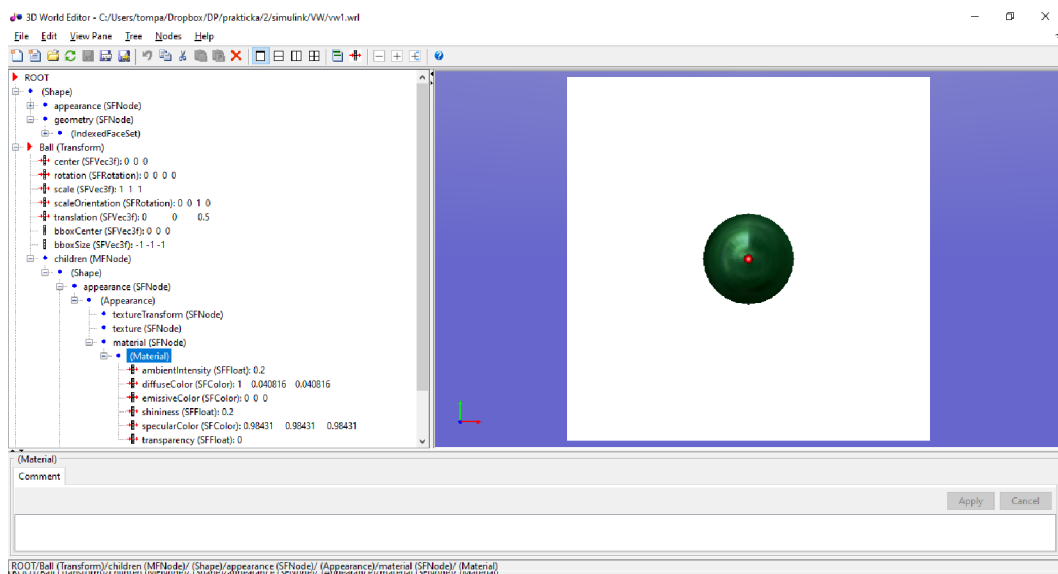 3D World Editor - C:/Users/tompa/Dropbox/DP/prakticka/2/simulink/VW/vw1.wrl
File Edit View Pane Tree Nodes Help
ROOT
(Shape)
appearance (SFNode)
geometry (SFNode)
(IndexedFaceSet)
Ball (Transform)
center (SFVec3f): 0 0 0
rotation (SFRotation): 0 0 0 0
scale (SFVec3f): 1 1 1
scaleOrientation (SFRotation): 0 0 1 0
translation (SFVec3f): 0 0 0.5
bboxCenter (SFVec3f): 0 0 0
bboxSize (SFVec3f): -1 -1 -1
children (MFNode)
(Shape)
appearance (SFNode)
(Appearance)
textureTransform (SFNode)
texture (SFNode)
material (SFNode)
(Material)
ambientIntensity (SFFloat): 0.2
diffuseColor (SFColor): 1 0.040816 0.040816
emissiveColor (SFColor): 0 0 0
shininess (SFFloat): 0.2
specularColor (SFColor): 0.98431 0.98431 0.98431
transparency (SFFloat): 0
(Material)
Comment
Apply Cancel
ROOT/Ball (Transform)/children (MFNode)/ (Shape)/appearance (SFNode)/ (Appearance)/material (SFNode)/ (Material)